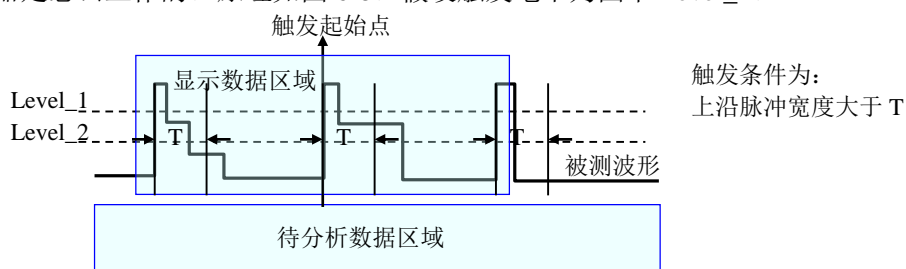 触发起始点
显示数据区域
触发条件为：
上沿脉冲宽度大于 T
Level_1
Level_2
T
T
T
被测波形
待分析数据区域